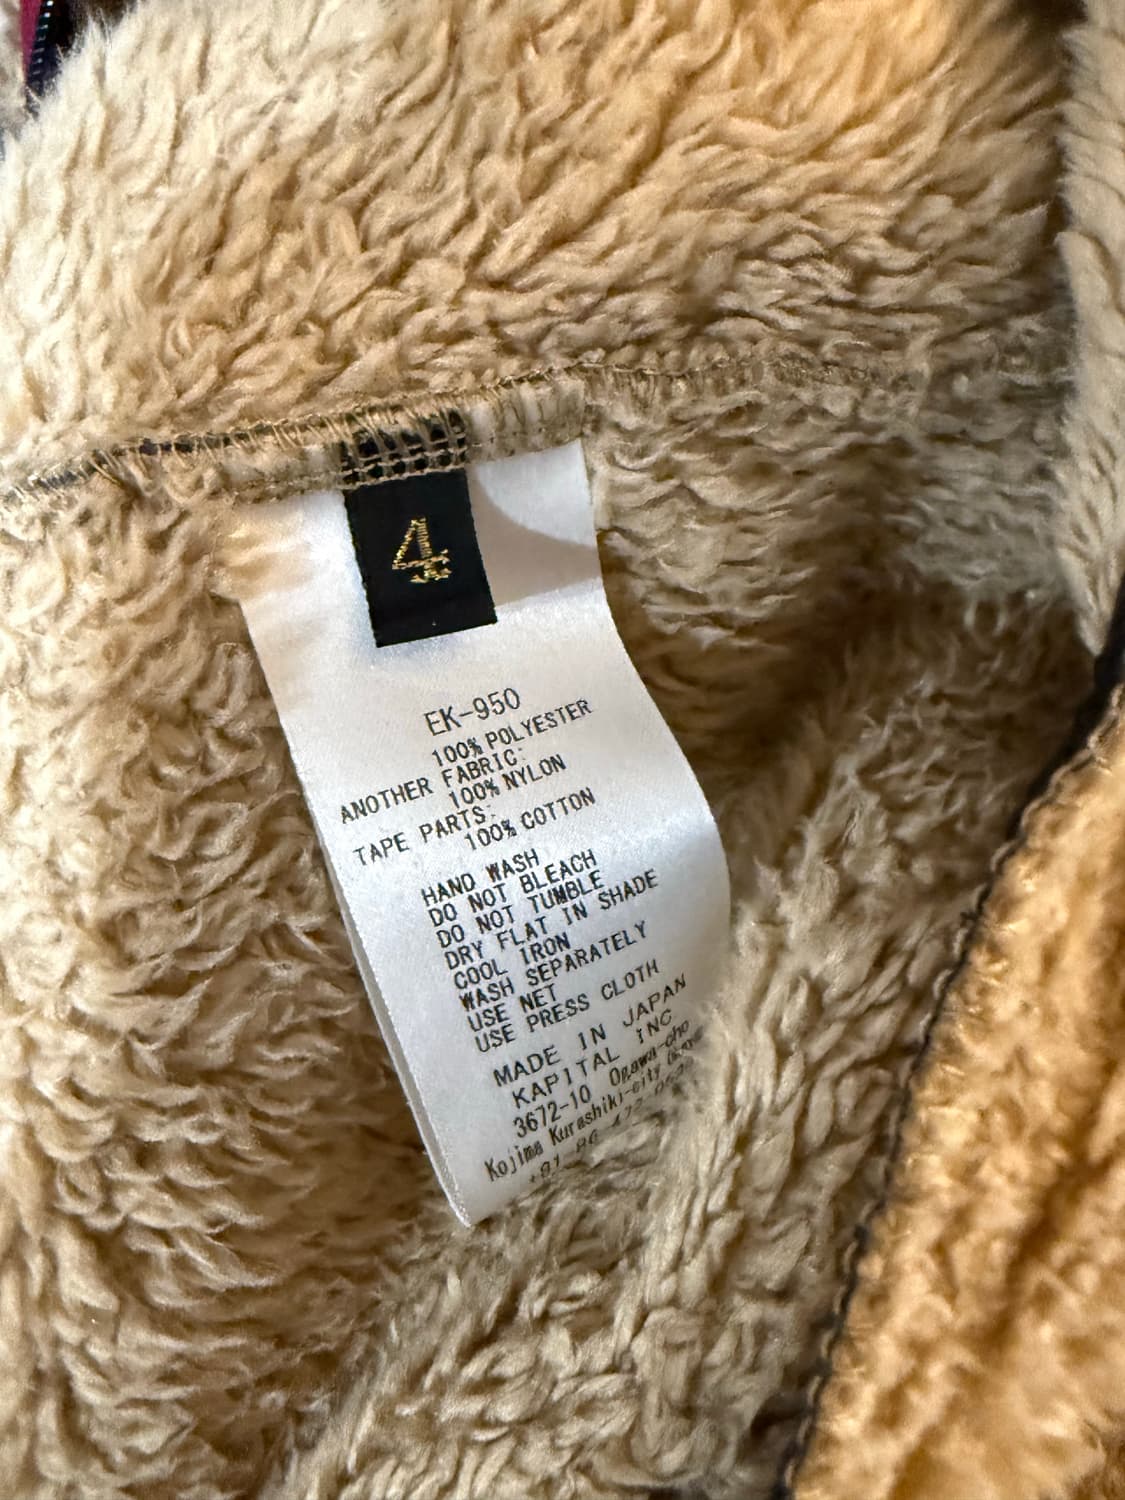 4
EK-950
100% POLYESTER
ANOTHER FABRIC:
100% NYLON
TAPE PARTS:
100% COTTON
HAND WASH
DO NOT BLEACH
DO NOT TUMBLE
DRY FLAT IN SHADE
COOL IRON
WASH SEPARATELY
USE NET
USE PRESS CLOTH
MADE IN JAPAN
KAPITAL INC.
3672-10 Ogawa-cho
Kojima Kurashiki-city
+81